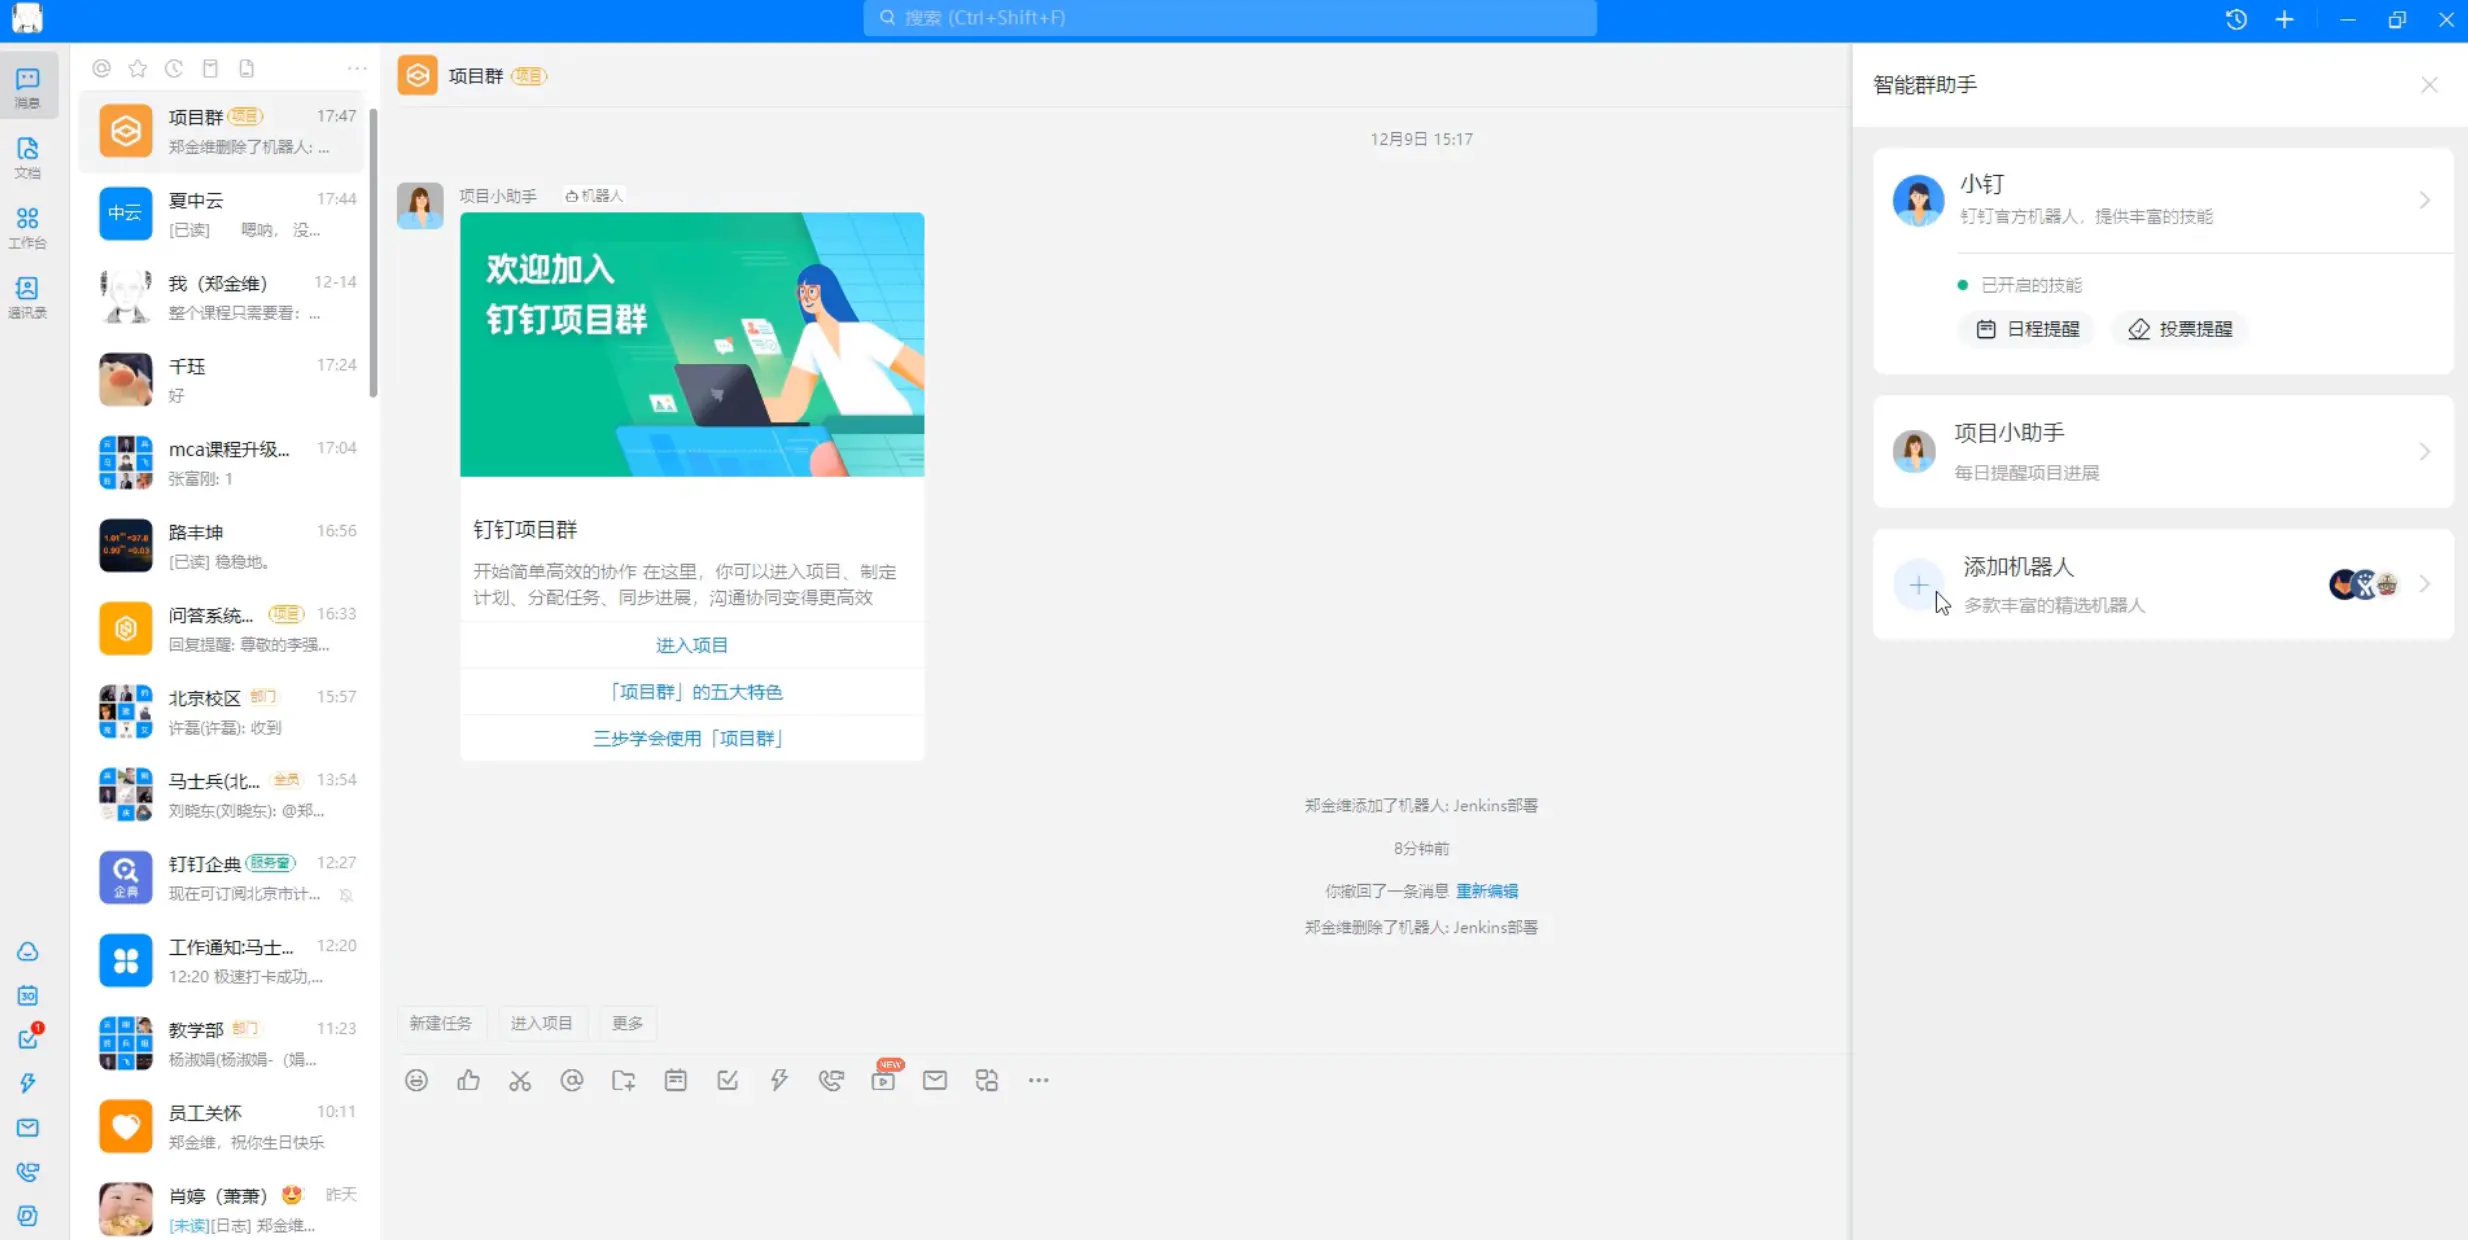 搜索 (Ctrl+Shift+F)
消息
文档
工作台
通讯录
30
1
项目群 项目 17:47
郑金维删除了机器人: ...
中云
夏中云 17:44
[已读] 嗯呐， 没...
我（郑金维） 12-14
整个课程只需要看：...
千珏 17:24
好
mca课程升级... 17:04
张富刚: 1
路丰坤 16:56
[已读] 稳稳地。
问答系统... 项目 16:33
回复提醒: 尊敬的李强...
北京校区 部门 15:57
许磊(许磊): 收到
马士兵(北... 全员 13:54
刘晓东(刘晓东): @郑...
企典
钉钉企典 服务窗 12:27
现在可订阅北京市计...
工作通知:马士... 12:20
12:20 极速打卡成功,...
教学部 部门 11:23
杨淑娟(杨淑娟-（娟...
员工关怀 10:11
郑金维，祝你生日快乐
肖婷（萧萧） 昨天
[未读][日志] 郑金维...
项目群 项目
12月9日 15:17
项目小助手 机器人
欢迎加入
钉钉项目群
钉钉项目群
开始简单高效的协作 在这里，你可以进入项目、制定
计划、分配任务、同步进展，沟通协同变得更高效
进入项目
「项目群」的五大特色
三步学会使用「项目群」
郑金维添加了机器人: Jenkins部署
8分钟前
你撤回了一条消息 重新编辑
郑金维删除了机器人: Jenkins部署
新建任务 进入项目 更多
NEW
智能群助手
小钉
钉钉官方机器人，提供丰富的技能
已开启的技能
日程提醒 投票提醒
项目小助手
每日提醒项目进展
添加机器人
多款丰富的精选机器人